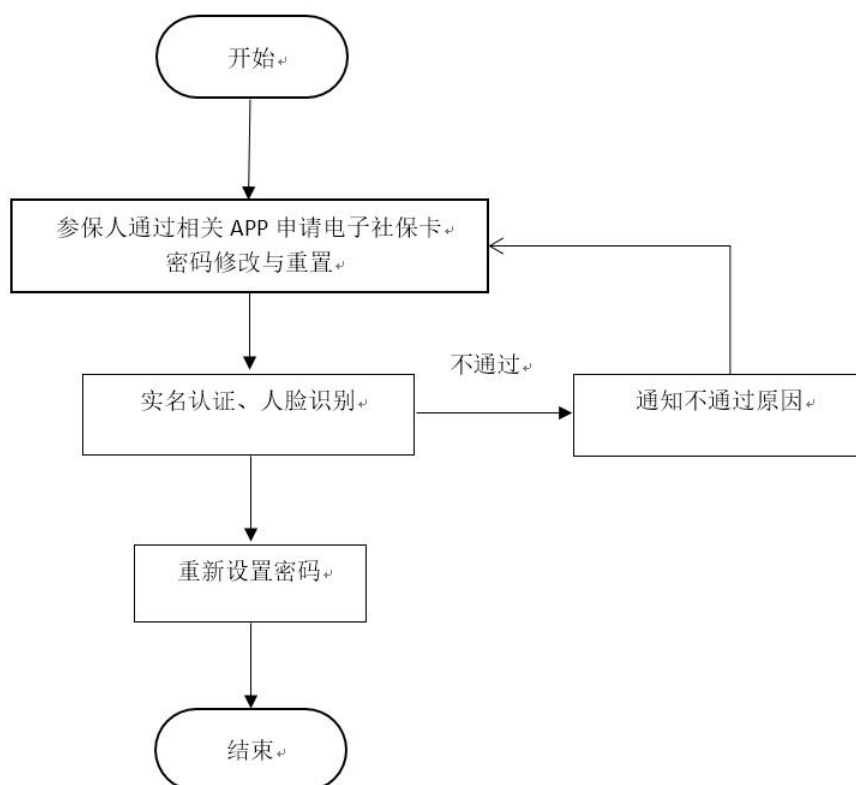 开始
参保人通过相关 APP 申请电子社保卡
密码修改与重置
不通过
实名认证、人脸识别
通知不通过原因
重新设置密码
结束